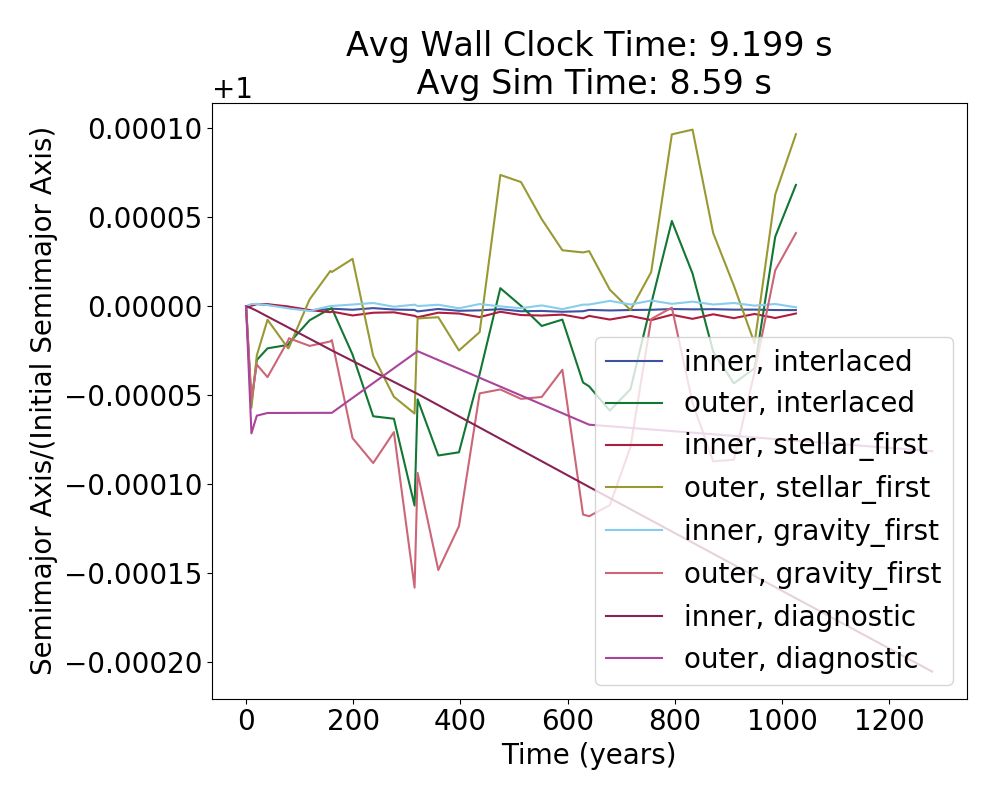 Avg Wall Clock Time: 9.199 s
Avg Sim Time: 8.59 s
+1
0.00010
0.00005
0.00000
−0.00005
−0.00010
−0.00015
−0.00020
Semimajor Axis/(Initial Semimajor Axis)
inner, interlaced
outer, interlaced
inner, stellar_first
outer, stellar_first
inner, gravity_first
outer, gravity_first
inner, diagnostic
outer, diagnostic
0 200 400 600 800 1000 1200
Time (years)